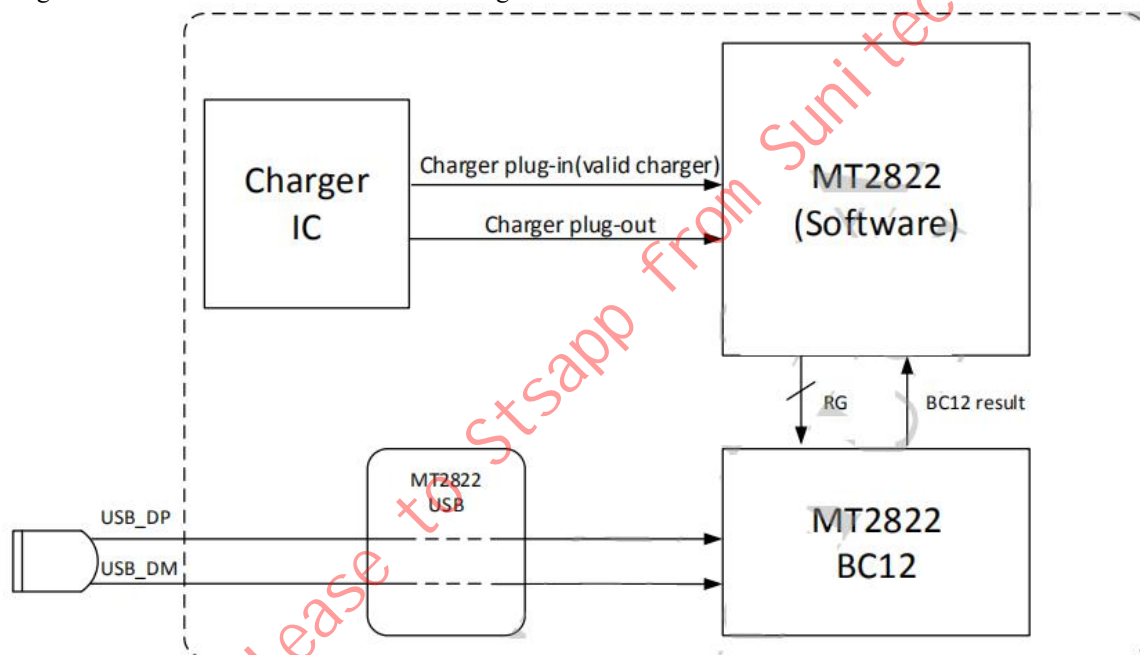 Charger
IC
Charger plug-in(valid charger)
Charger plug-out
MT2822
(Software)
RG
BC12 result
MT2822
USB
USB_DP
USB_DM
MT2822
BC12
lease to Stsapp from Suni tec